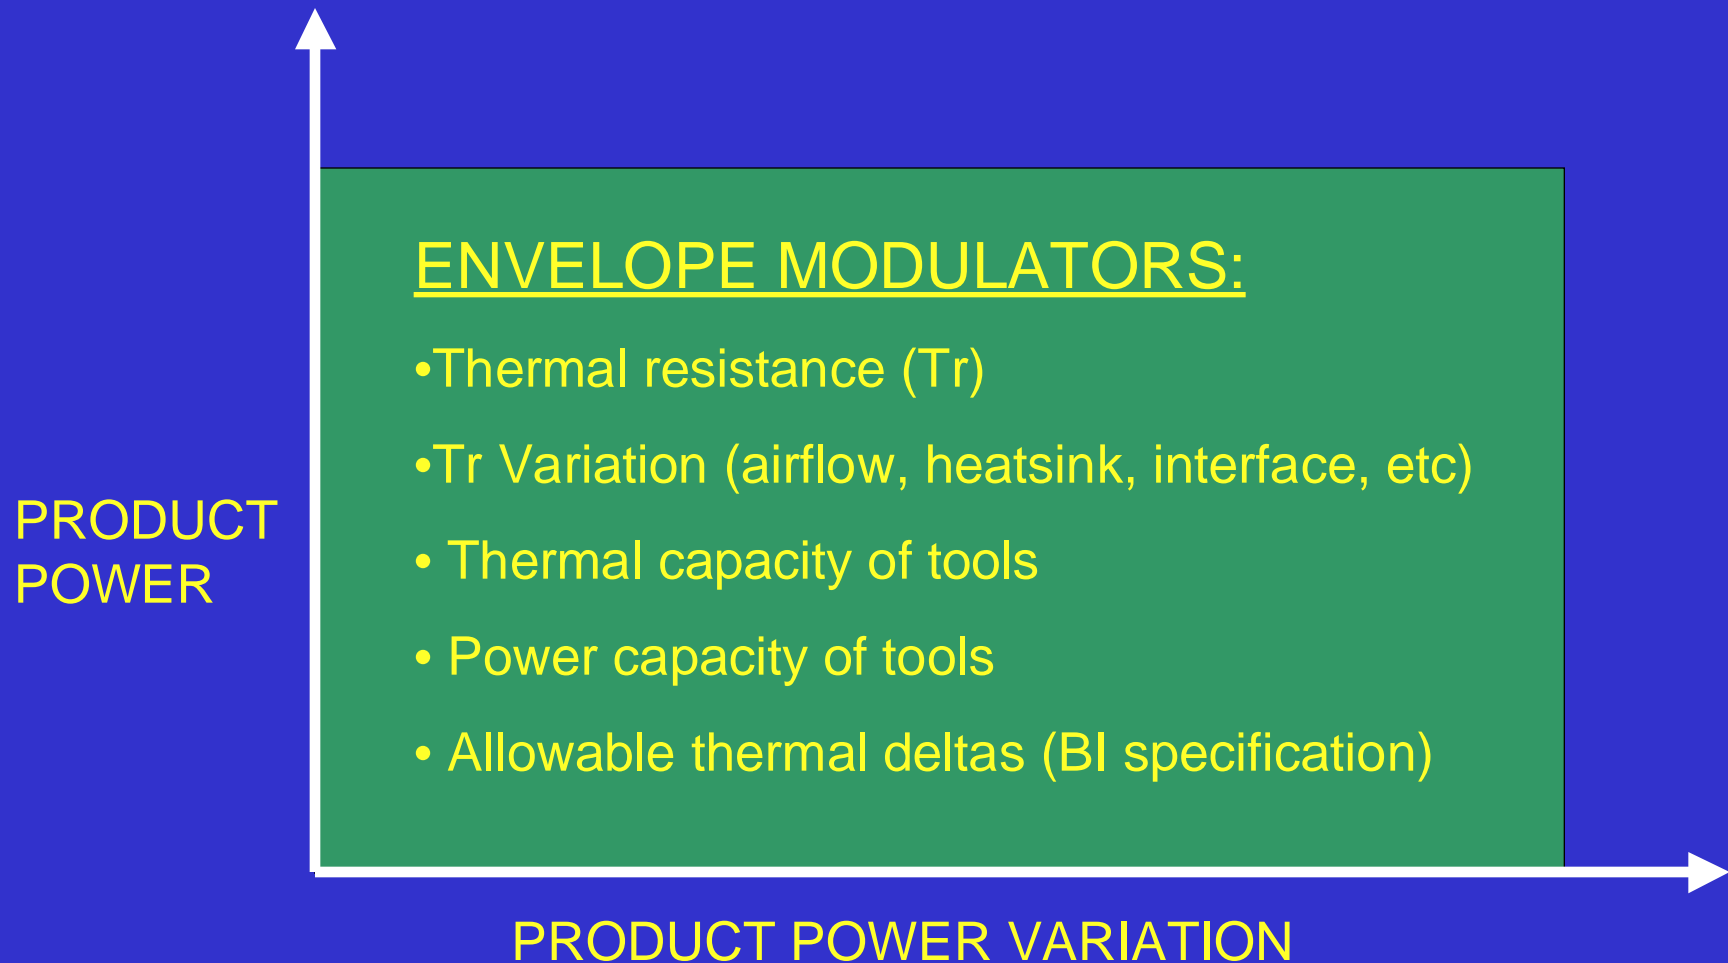 ENVELOPE MODULATORS:
•Thermal resistance (Tr)
•Tr Variation (airflow, heatsink, interface, etc)
• Thermal capacity of tools
• Power capacity of tools
• Allowable thermal deltas (BI specification)
PRODUCT
POWER
PRODUCT POWER VARIATION